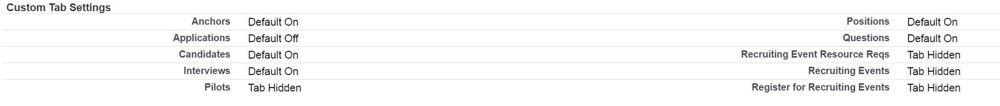 Custom Tab Settings
Anchors Default On Positions Default On
Applications Default Off Questions Default On
Candidates Default On Recruiting Event Resource Reqs Tab Hidden
Interviews Default On Recruiting Events Tab Hidden
Pilots Tab Hidden Register for Recruiting Events Tab Hidden